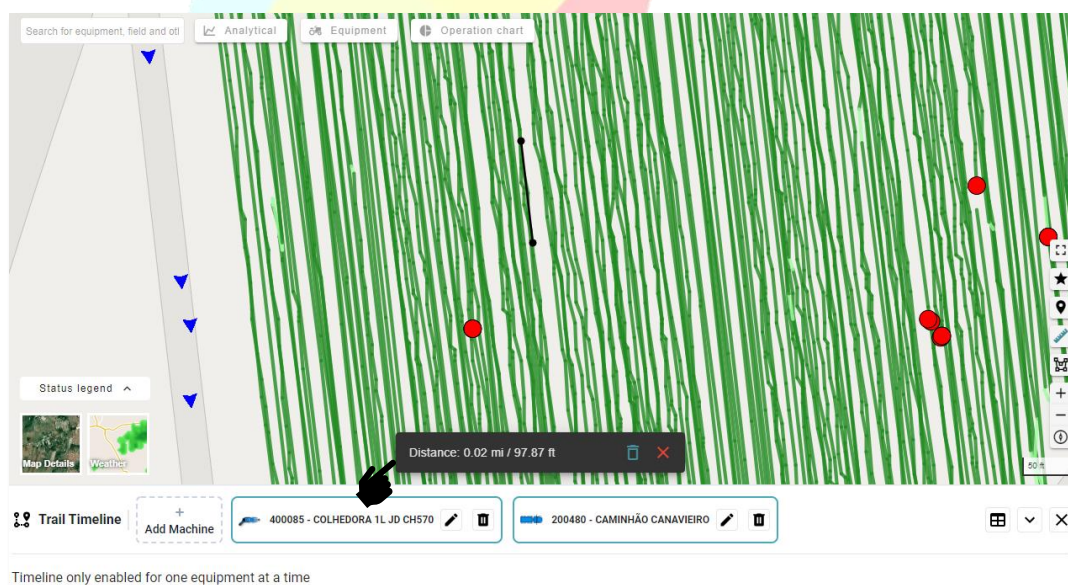 Search for equipment, field and otl
Analytical
Equipment
Operation chart
Status legend
Map Details
Weather
Distance: 0.02 mi / 97.87 ft
50 ft
Trail Timeline
+
Add Machine
400085 - COLHEDORA 1L JD CH570
200480 - CAMINHÃO CANAVIEIRO
Timeline only enabled for one equipment at a time